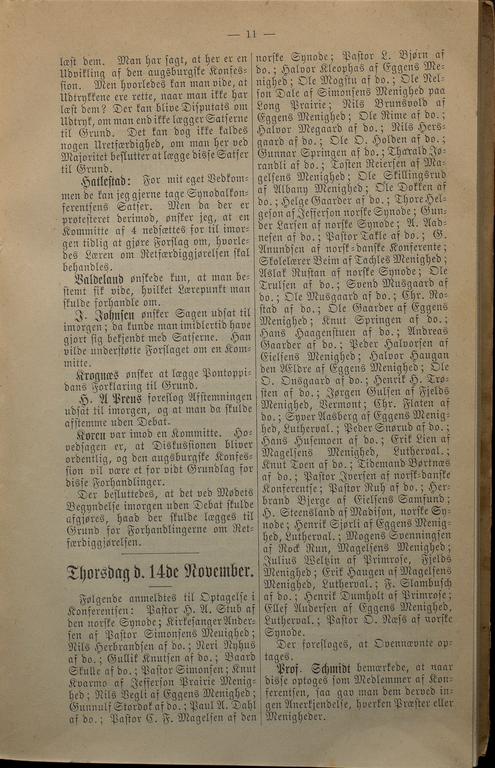 — 11 —
læst dem. Man har sagt, at her er en
Udvikling af den augsburgske Konfes-
sion. Men hvorledes kan man vide, at
Udtrykkene ere rette, naar man ikke har
læst dem? Der kan blive Disputats om
Udtryk, om man end ikke lægger Satserne
til Grund. Det kan dog ikke kaldes
nogen Uretfærdighed, om man her ved
Majoritet beslutter at lægge disse Satser
til Grund.
Hatlestad: For mit eget Vedkom-
men de kan jeg gjerne tage Synodalkon-
ferentsens Satser. Men da der er
protesteret derimod, ønsker jeg, at en
Kommitte af 4 nedsættes for til imor-
gen tidlig at gjøre Forslag om, hvorle-
des Læren om Retfærdiggjørelsen skal
behandles.
Valdeland ønskede kun, at man be-
stemt fik vide, hvilket Lærepunkt man
skulde forhandle om.
J. Johnsen ønsker Sagen udsat til
imorgen; da kunde man imidlertid have
gjort sig bekjendt med Satserne. Han
vilde understøtte Forslaget om en Kom-
mitte.
Krognæs ønsker at lægge Pontoppi-
dans Forklaring til Grund.
H. A Preus foreslog Afstemningen
udsat til imorgen, og at man da skulde
afstemme uden Debat.
Koren var imod en Kommitte. Ho-
vedsagen er, at Diskussionen bliver
ordentlig, og den augsburgske Konfes-
sion vil være et for vidt Grundlag for
disse Forhandlinger.
Der besluttedes, at det ved Mødets
Begyndelse imorgen uden Debat skulde
afgjøres, hvad der skulde lægges til
Grund for Forhandlingerne om Ret-
færdiggjørelsen.
Thorsdag d. 14de November.
Følgende anmeldtes til Optagelse i
Konferentsen: Pastor H. A. Stub af
den norske Synode; Kirkesanger Ander-
sen af Pastor Simonsens Menighed;
Nils Herbrandsen af do.; Neri Nyhus
af do.; Gullik Knutsen af do.; Baard
Skulle af do.; Pastor Simonsen; Knut
Kvarmo af Jefferson Prairie Menig-
hed; Nils Vegli af Eggens Menighed;
Gunnulf Stordok af do.; Paul A. Dahl
af do.; Pastor C. F. Magelsen af den
norske Synode; Pastor L. Bjørn af
do.; Halvor Kleophas af Eggens Me-
nighed; Ole Mogstu af do.; Ole Nel-
son Dale af Simonsens Menighed paa
Long Prairie; Nils Brunsvold af
Eggens Menighed; Ole Rime af do.;
Halvor Megaard af do.; Nils Hers-
gaard af do.; Ole O. Holden af do.;
Gunnar Springen af do.; Thrond Jø-
randli af do.; Tosten Reiersen af Ma-
gelsens Menighed; Ole Skillingsrud
af Albany Menighed; Ole Dokken af
do.; Helge Gaarder af do.; Thore Hel-
geson af Jefferson norske Synode; Gun-
der Larsen af norske Synode; A. Aad-
nesen af do.; Pastor Takle af do.; G.
Amundsen af norsk-danske Konferente;
Skolelærer Beim af Tachles Menighed;
Aslak Rustan af norske Synode; Ole
Trulsen af do.; Svend Musgaard af
do.; Ole Musgaard af do.; Chr. Ro-
stad af do.; Ole Gaarder af Eggens
Menighed; Knut Springen af do.;
Hans Haagenstuen af do.; Andreas
Gaarder af do.; Peder Halvorsen af
Eielsens Menighed; Halvor Haugan
den Ældre af Eggens Menighed; Ole
O. Onsgaard af do.; Henrik H. Tro-
sten af do.; Jørgen Gulsen af Fjelds
Menighed, Vermont; Chr. Flaten af
do.; Syver Aasberg af Eggens Menig-
hed, Lutherval.; Peder Snørud af do.;
Hans Husemoen af do.; Erik Lien af
Magelsens Menighed, Lutherval.;
Knut Toen af do.; Tidemand Bortnæs
af do.; Pastor Iversen af norsk-danske
Konferentse; Pastor Ruh af do.; Her-
brand Bjerge af Eielsens Samfund;
H. Steensland af Madison, norske Sy-
node; Henrik Sjørli af Eggens Menig-
hed, Lutherval.; Mogens Svenningsen
af Rock Run, Magelsens Menighed;
Julius Welhin af Primrose, Fjelds
Menighed; Erik Haugen af Magelsens
Menighed, Lutherval.; F. Slambusch
af do.; Henrik Dumholt af Primrose;
Ellef Andersen af Eggens Menighed,
Lutherval.; Pastor O. Næss af norske
Synode.
Der foresloges, at Ovennævnte op-
tages.
Prof. Schmidt bemærkede, at naar
disse optoges som Medlemmer af Kon-
ferentsen, saa gav man dem derved in-
gen Anerkjendelse, hverken Præster eller
Menigheder.